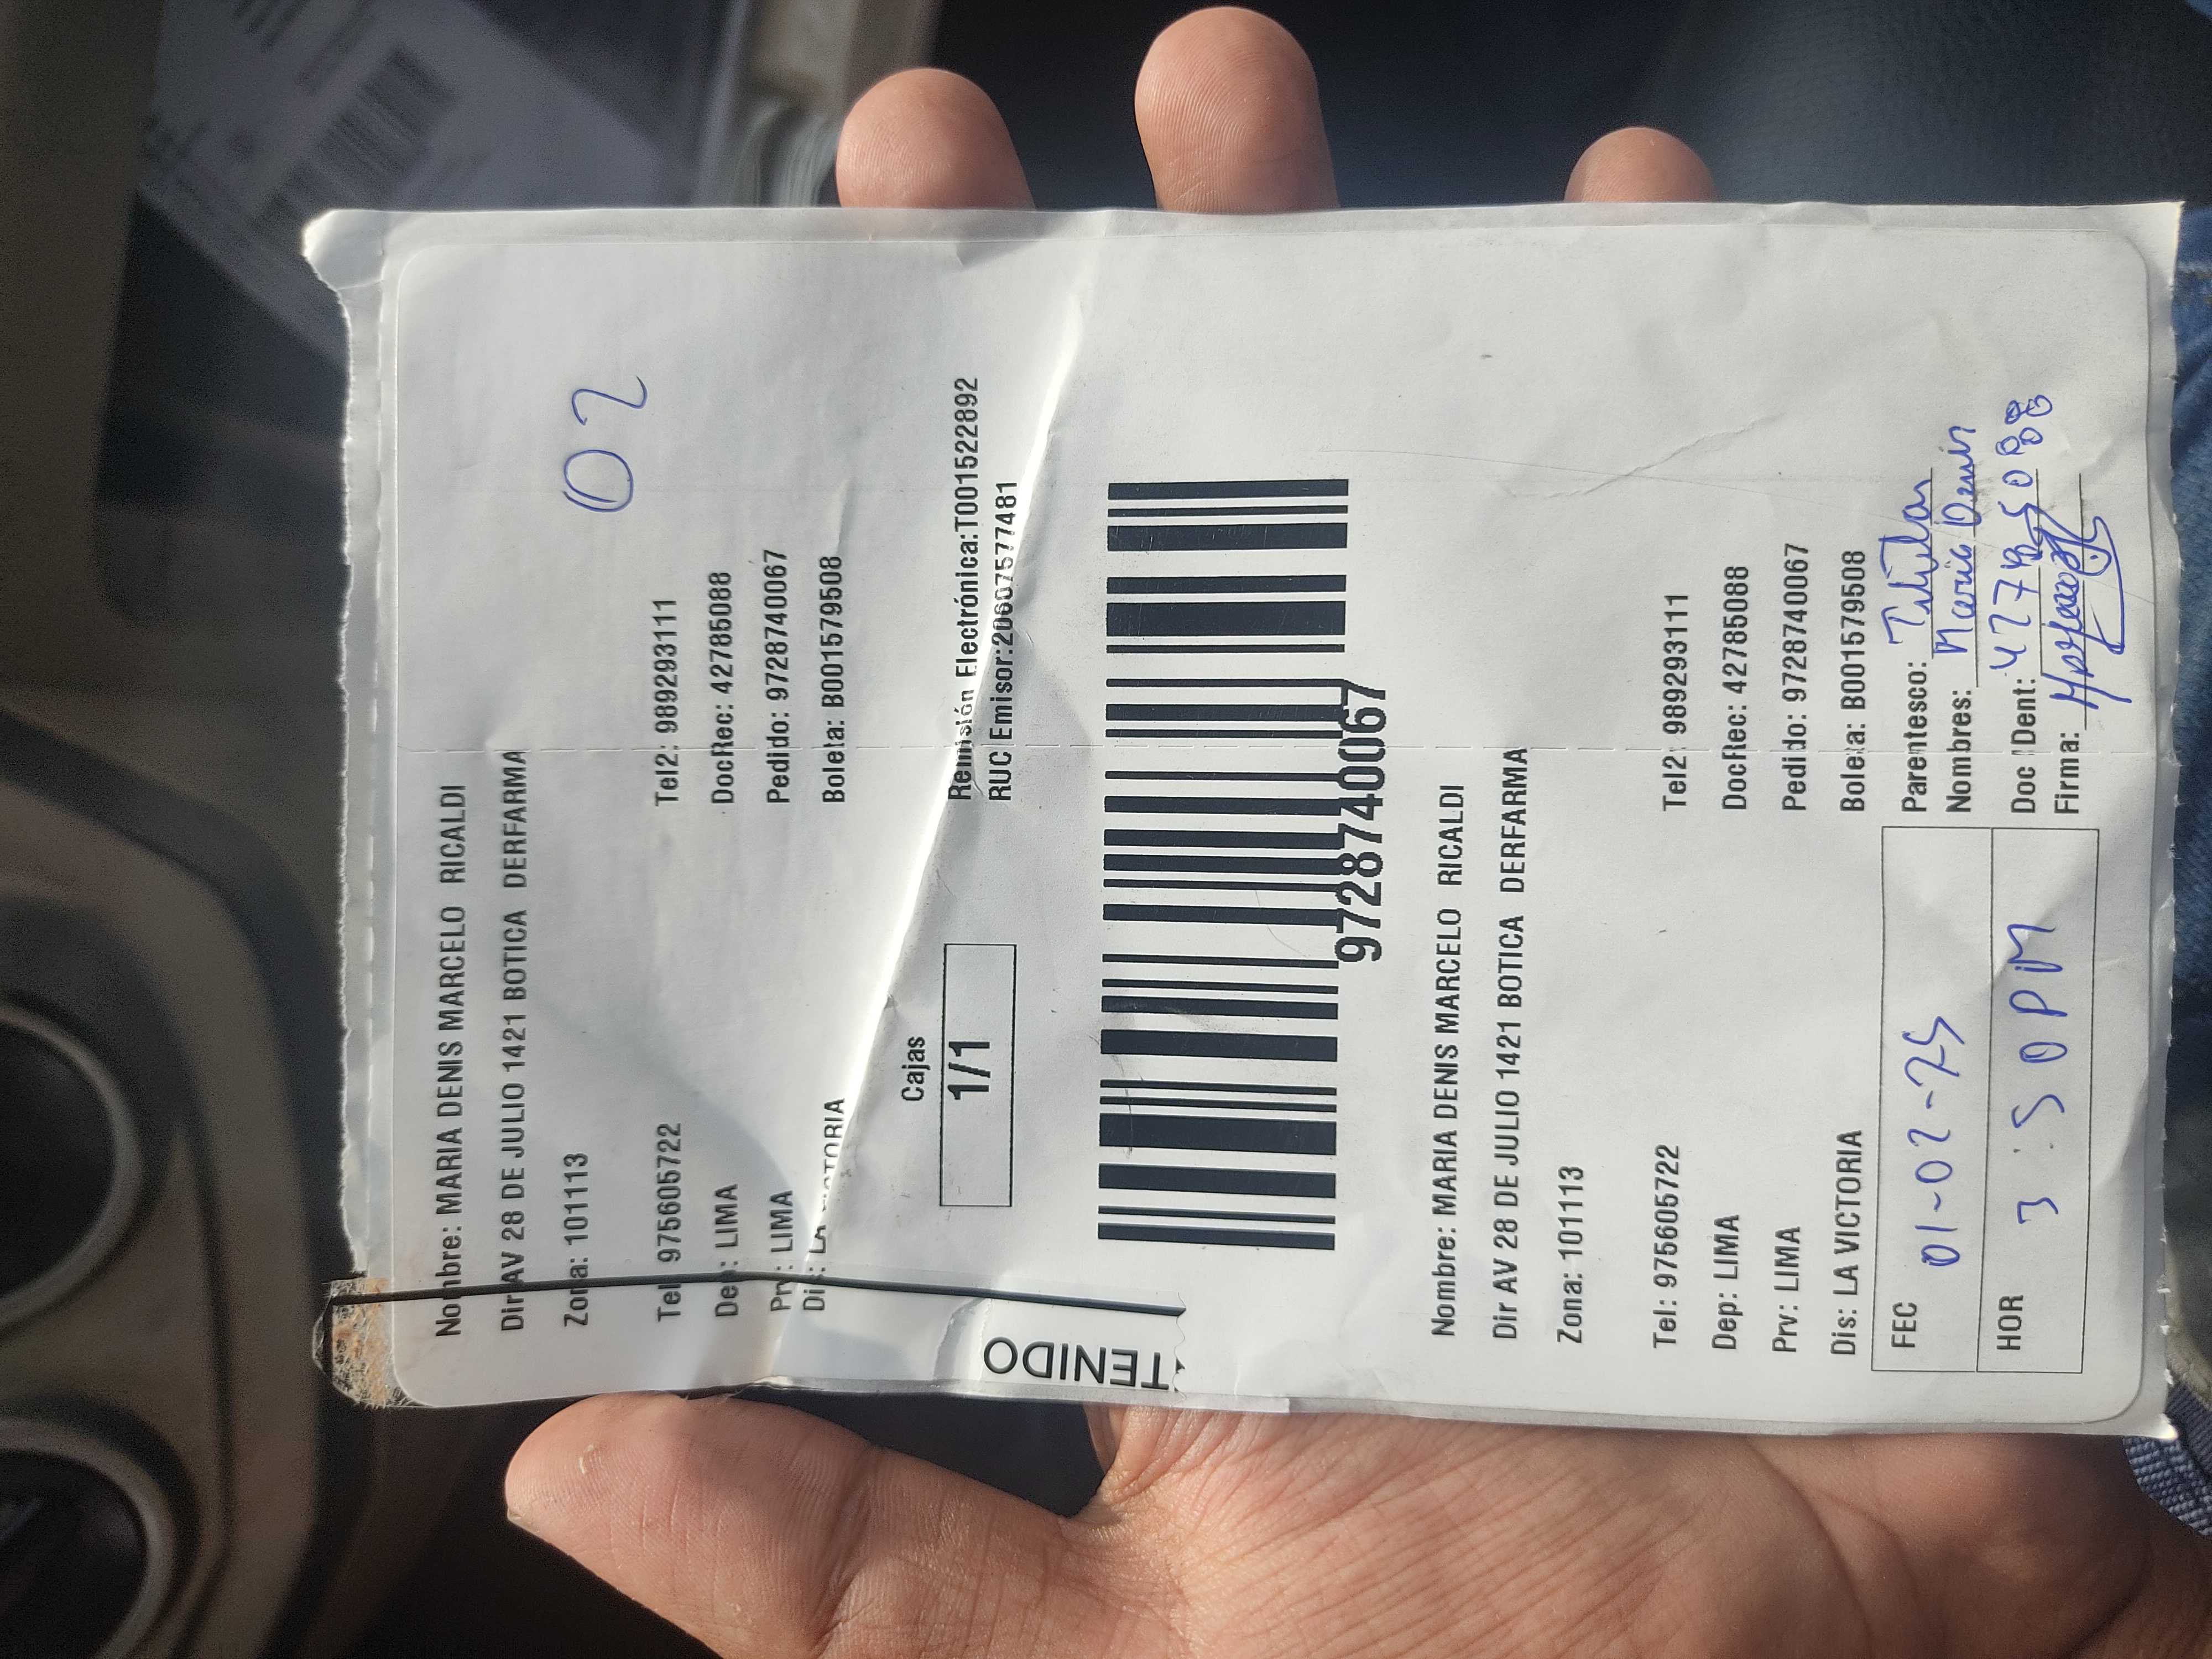 Nombre: MARIA DENIS MARCELO RICALDI
Dir AV 28 DE JULIO 1421 BOTICA DERFARMA
Zona: 101113
02
Tel 975605722 Tel2: 989293111
Dep: LIMA DocRec: 42785088
Prv: LIMA Pedido: 9728740067
Dis: LA VICTORIA Boleta: B001579508
Cajas
1/1
Remisión Electrónica:T001522892
RUC Emisor:20607577481
TENIDO
9728740067
Nombre: MARIA DENIS MARCELO RICALDI
Dir AV 28 DE JULIO 1421 BOTICA DERFARMA
Zona: 101113
Tel: 975605722 Tel2: 989293111
Dep: LIMA DocRec: 42785088
Prv: LIMA Pedido: 9728740067
Dis: LA VICTORIA Boleta: B001579508
FEC 01-02-25
HOR 3:50PM
Parentesco: Titular
Nombres: Maria Denis
Doc Dent:
Firma: